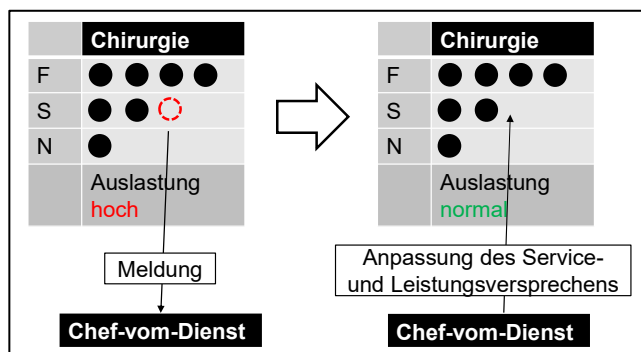 Chirurgie
F
S
N
Auslastung
hoch
Meldung
Chef-vom-Dienst
Chirurgie
F
S
N
Auslastung
normal
Anpassung des Service-
und Leistungsversprechens
Chef-vom-Dienst